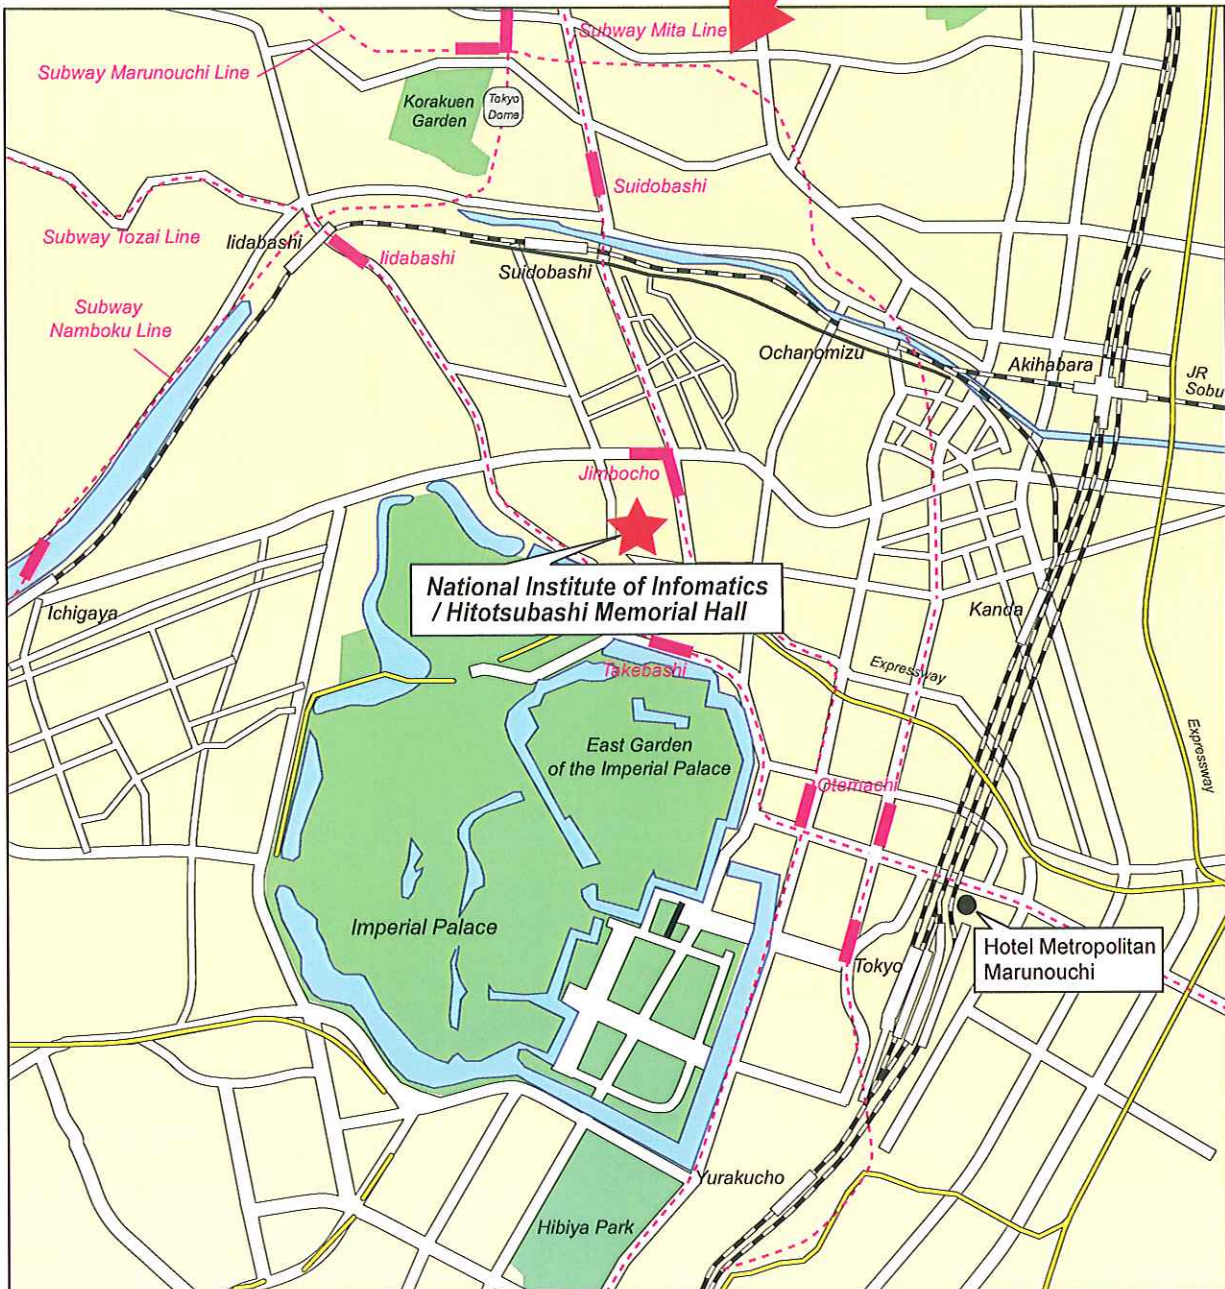 Subway Mita Line
Subway Marunouchi Line
Korakuen
Garden
Tokyo
Dome
Suidobashi
Subway Tozai Line
Iidabashi
Iidabashi
Suidobashi
Subway
Namboku Line
Ochanomizu
Akihabara
JR
Sobu
Jimbocho
National Institute of Infomatics
/ Hitotsubashi Memorial Hall
Ichigaya
Kanda
Takebashi
Expressway
East Garden
of the Imperial Palace
Expressway
Otemachi
Imperial Palace
Tokyo
Hotel Metropolitan
Marunouchi
Yurakucho
Hibiya Park